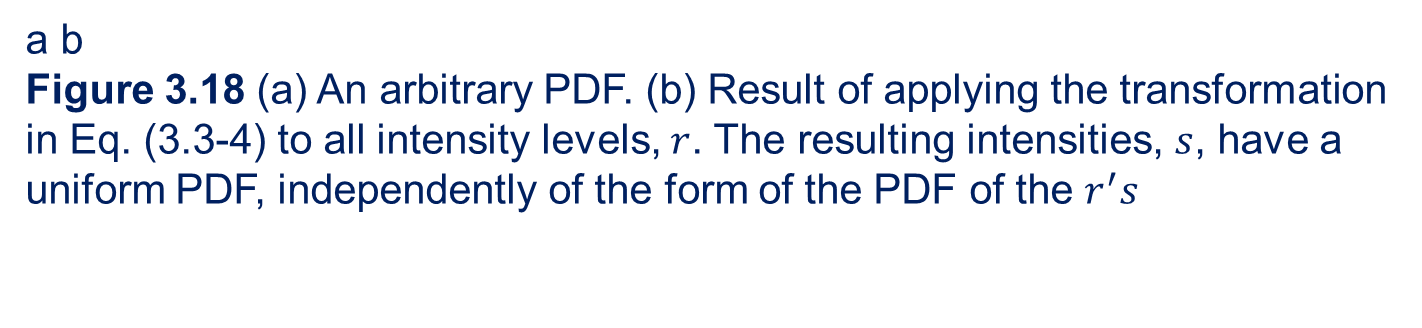 a b
Figure 3.18 (a) An arbitrary PDF. (b) Result of applying the transformation
in Eq. (3.3-4) to all intensity levels, r. The resulting intensities, s, have a
uniform PDF, independently of the form of the PDF of the r′s